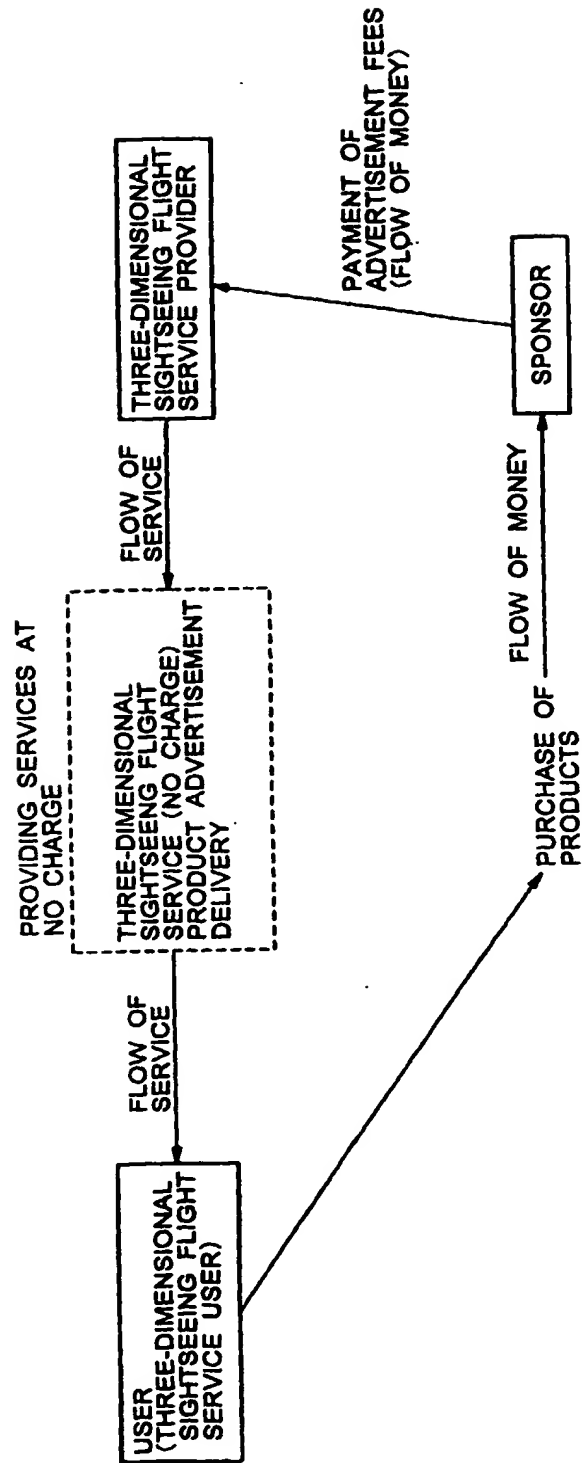 PROVIDING SERVICES AT
NO CHARGE
USER
(THREE-DIMENSIONAL
SIGHTSEEING FLIGHT
SERVICE USER)
FLOW OF
SERVICE
THREE-DIMENSIONAL
SIGHTSEENG FLIGHT
SERVICE (NO CHARGE)
PRODUCT ADVERTISEMENT
DELIVERY
FLOW OF
SERVICE
THREE-DIMENSIONAL
SIGHTSEEING FLIGHT
SERVICE PROVIDER
PAYMENT OF
ADVERTISEMENT FEES
(FLOW OF MONEY)
PURCHASE OF
PRODUCTS
FLOW OF MONEY
SPONSOR